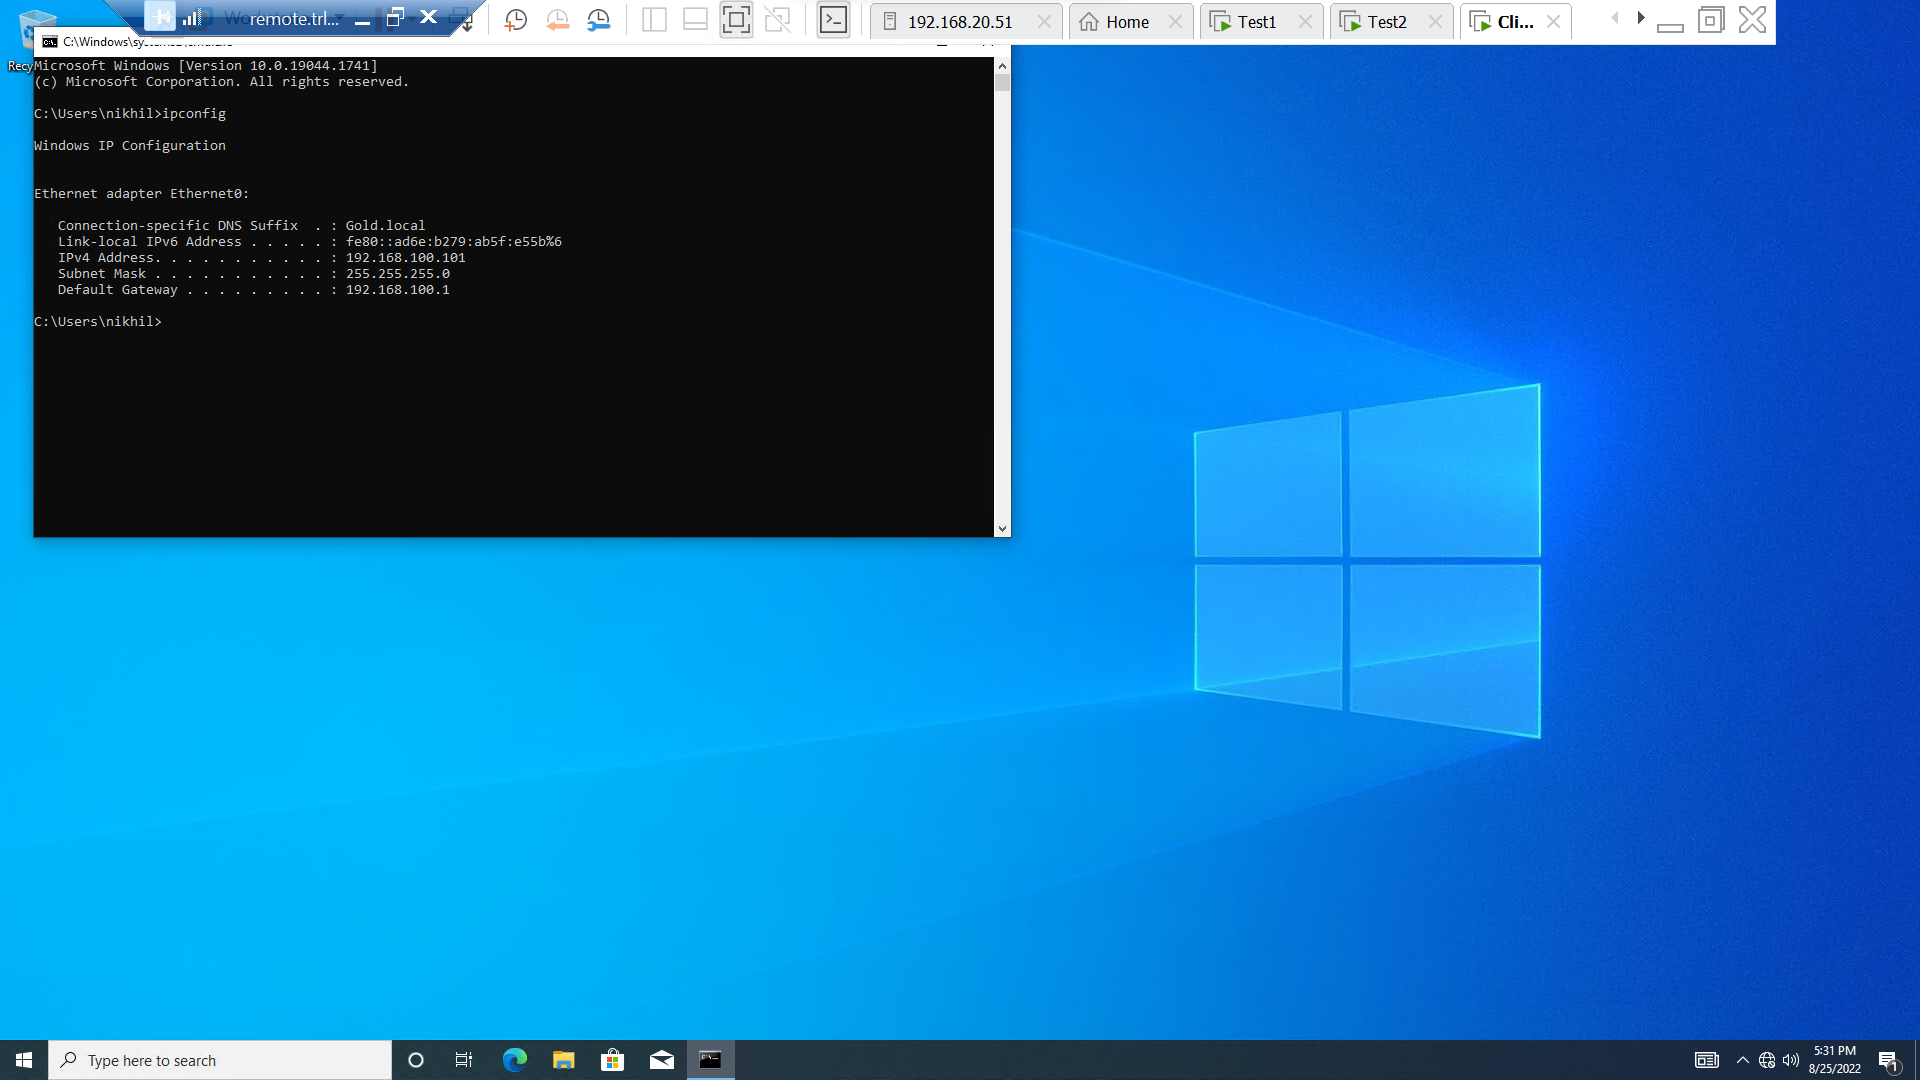 remote.trl...
192.168.20.51
Home
Test1
Test2
Cli...
Microsoft Windows [Version 10.0.19044.1741]
(c) Microsoft Corporation. All rights reserved.
C:\Users\nikhil>ipconfig
Windows IP Configuration
Ethernet adapter Ethernet0:
Connection-specific DNS Suffix . : Gold.local
Link-local IPv6 Address . . . . . : fe80::ad6e:b279:ab5f:e55b%6
IPv4 Address. . . . . . . . . . . : 192.168.100.101
Subnet Mask . . . . . . . . . . . : 255.255.255.0
Default Gateway . . . . . . . . . : 192.168.100.1
C:\Users\nikhil>
Type here to search
5:31 PM
8/25/2022
1